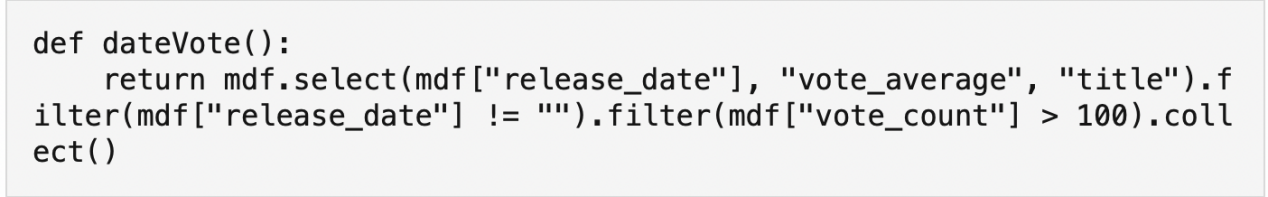 def dateVote():
    return mdf.select(mdf["release_date"], "vote_average", "title").f
ilter(mdf["release_date"] != "").filter(mdf["vote_count"] > 100).coll
ect()